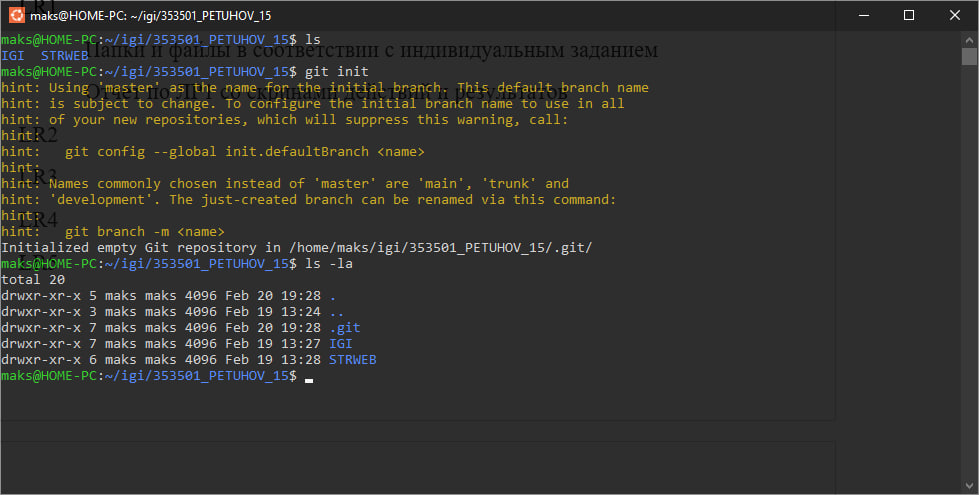 maks@HOME-PC: ~/igi/353501_PETUHOV_15
LR1
maks@HOME-PC:~/igi/353501_PETUHOV_15$ ls
Папки и файлы в соответствии с индивидуальным заданием
IGI  STRWEB
maks@HOME-PC:~/igi/353501_PETUHOV_15$ git init
hint: Using 'master' as the name for the initial branch. This default branch name
Отчет по ЛР1 со скринами действий и результатов
hint: is subject to change. To configure the initial branch name to use in all
hint: of your new repositories, which will suppress this warning, call:
hint:
LR2
hint:   git config --global init.defaultBranch <name>
hint:
LR3
hint: Names commonly chosen instead of 'master' are 'main', 'trunk' and
hint: 'development'. The just-created branch can be renamed via this command:
hint:
LR4
hint:   git branch -m <name>
Initialized empty Git repository in /home/maks/igi/353501_PETUHOV_15/.git/
maks@HOME-PC:~/igi/353501_PETUHOV_15$ ls -la
total 20
drwxr-xr-x 5 maks maks 4096 Feb 20 19:28 .
drwxr-xr-x 3 maks maks 4096 Feb 19 13:24 ..
drwxr-xr-x 7 maks maks 4096 Feb 20 19:28 .git
drwxr-xr-x 7 maks maks 4096 Feb 19 13:27 IGI
drwxr-xr-x 6 maks maks 4096 Feb 19 13:28 STRWEB
maks@HOME-PC:~/igi/353501_PETUHOV_15$